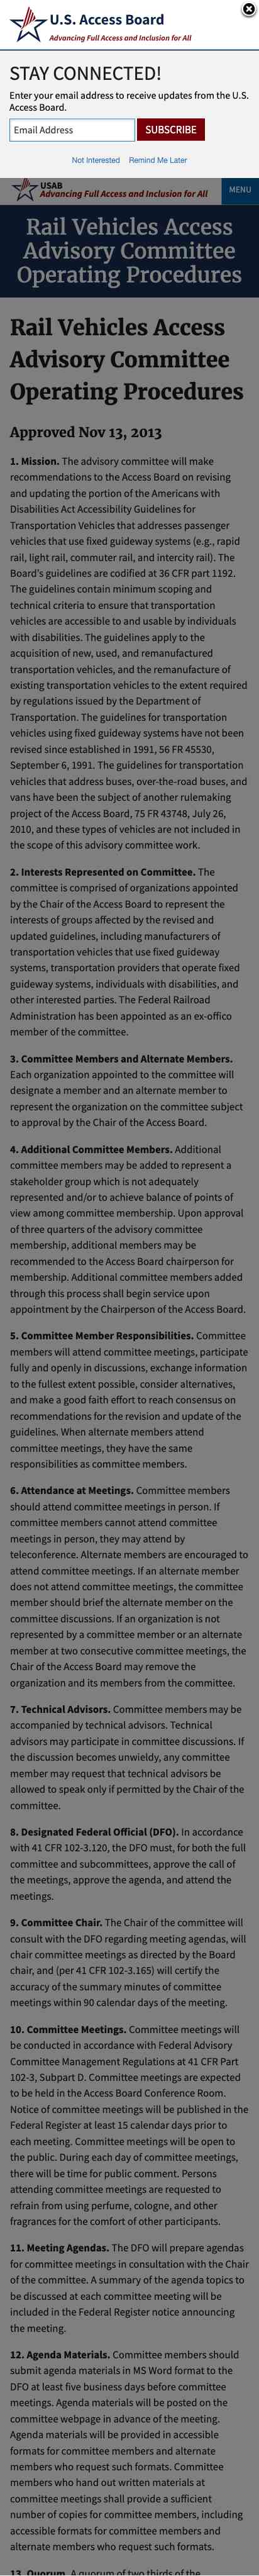 U.S. Access Board
Advancing Full Access and Inclusion for All
STAY CONNECTED!
Enter your email address to receive updates from the U.S.
Access Board.
Email Address
SUBSCRIBE
Not Interested Remind Me Later
USAB
Advancing Full Access and Inclusion for All
MENU
Rail Vehicles Access
Advisory Committee
Operating Procedures
Rail Vehicles Access
Advisory Committee
Operating Procedures
Approved Nov 13, 2013
1. Mission. The advisory committee will make
recommendations to the Access Board on revising
and updating the portion of the Americans with
Disabilities Act Accessibility Guidelines for
Transportation Vehicles that addresses passenger
vehicles that use fixed guideway systems (e.g., rapid
rail, light rail, commuter rail, and intercity rail). The
Board's guidelines are codified at 36 CFR part 1192.
The guidelines contain minimum scoping and
technical criteria to ensure that transportation
vehicles are accessible to and usable by individuals
with disabilities. The guidelines apply to the
acquisition of new, used, and remanufactured
transportation vehicles, and the remanufacture of
existing transportation vehicles to the extent required
by regulations issued by the Department of
Transportation. The guidelines for transportation
vehicles using fixed guideway systems have not been
revised since established in 1991, 56 FR 45530,
September 6, 1991. The guidelines for transportation
vehicles that address buses, over-the-road buses, and
vans have been the subject of another rulemaking
project of the Access Board, 75 FR 43748, July 26,
2010, and these types of vehicles are not included in
the scope of this advisory committee work.
2. Interests Represented on Committee. The
committee is comprised of organizations appointed
by the Chair of the Access Board to represent the
interests of groups affected by the revised and
updated guidelines, including manufacturers of
transportation vehicles that use fixed guideway
systems, transportation providers that operate fixed
guideway systems, individuals with disabilities, and
other interested parties. The Federal Railroad
Administration has been appointed as an ex-offico
member of the committee.
3. Committee Members and Alternate Members.
Each organization appointed to the committee will
designate a member and an alternate member to
represent the organization on the committee subject
to approval by the Chair of the Access Board.
4. Additional Committee Members. Additional
committee members may be added to represent a
stakeholder group which is not adequately
represented and/or to achieve balance of points of
view among committee membership. Upon approval
of three quarters of the advisory committee
membership, additional members may be
recommended to the Access Board chairperson for
membership. Additional committee members added
through this process shall begin service upon
appointment by the Chairperson of the Access Board.
5. Committee Member Responsibilities. Committee
members will attend committee meetings, participate
fully and openly in discussions, exchange information
to the fullest extent possible, consider alternatives,
and make a good faith effort to reach consensus on
recommendations for the revision and update of the
guidelines. When alternate members attend
committee meetings, they have the same
responsibilities as committee members.
6. Attendance at Meetings. Committee members
should attend committee meetings in person. If
committee members cannot attend committee
meetings in person, they may attend by
teleconference. Alternate members are encouraged to
attend committee meetings. If an alternate member
does not attend committee meetings, the committee
member should brief the alternate member on the
committee discussions. If an organization is not
represented by a committee member or an alternate
member at two consecutive committee meetings, the
Chair of the Access Board may remove the
organization and its members from the committee.
7. Technical Advisors. Committee members may be
accompanied by technical advisors. Technical
advisors may participate in committee discussions. If
the discussion becomes unwieldy, any committee
member may request that technical advisors be
allowed to speak only if permitted by the Chair of the
committee.
8. Designated Federal Official (DFO). In accordance
with 41 CFR 102-3.120, the DFO must, for both the full
committee and subcommittees, approve the call of
the meetings, approve the agenda, and attend the
meetings.
9. Committee Chair. The Chair of the committee will
consult with the DFO regarding meeting agendas, will
chair committee meetings as directed by the Board
chair, and (per 41 CFR 102-3.165) will certify the
accuracy of the summary minutes of committee
meetings within 90 calendar days of the meeting.
10. Committee Meetings. Committee meetings will
be conducted in accordance with Federal Advisory
Committee Management Regulations at 41 CFR Part
102-3, Subpart D. Committee meetings are expected
to be held in the Access Board Conference Room.
Notice of committee meetings will be published in the
Federal Register at least 15 calendar days prior to
each meeting. Committee meetings will be open to
the public. During each day of committee meetings,
there will be time for public comment. Persons
attending committee meetings are requested to
refrain from using perfume, cologne, and other
fragrances for the comfort of other participants.
11. Meeting Agendas. The DFO will prepare agendas
for committee meetings in consultation with the Chair
of the committee. A summary of the agenda topics to
be discussed at each committee meeting will be
included in the Federal Register notice announcing
the meeting.
12. Agenda Materials. Committee members should
submit agenda materials in MS Word format to the
DFO at least five business days before committee
meetings. Agenda materials will be posted on the
committee webpage in advance of the meeting.
Agenda materials will be provided in accessible
formats for committee members and alternate
members who request such formats. Committee
members who hand out written materials at
committee meetings shall provide a sufficient
number of copies for committee members, including
accessible formats for committee members and
alternate members who request such formats.
13. Quorum. A quorum of two thirds of the